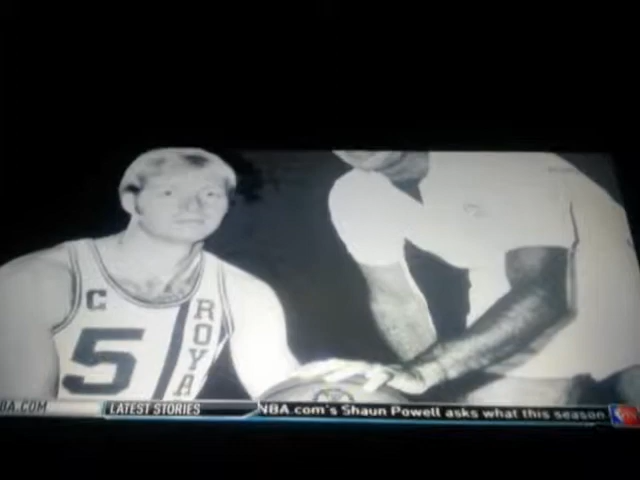 C
5
ROYA
BA.COM
LATEST STORIES
NBA.com's Shaun Powell asks what this season